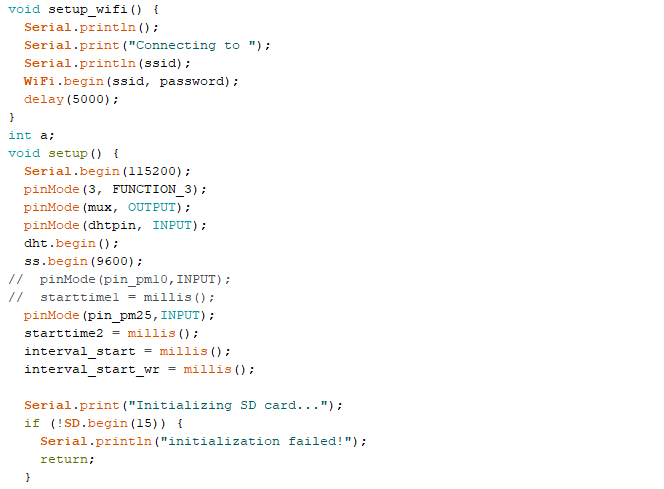 void setup_wifi() {
  Serial.println();
  Serial.print("Connecting to ");
  Serial.println(ssid);
  WiFi.begin(ssid, password);
  delay(5000);
}
int a;
void setup() {
  Serial.begin(115200);
  pinMode(3, FUNCTION_3);
  pinMode(mux, OUTPUT);
  pinMode(dhtpin, INPUT);
  dht.begin();
  ss.begin(9600);
//  pinMode(pin_pm10,INPUT);
//  starttime1 = millis();
  pinMode(pin_pm25,INPUT);
  starttime2 = millis();
  interval_start = millis();
  interval_start_wr = millis();

  Serial.print("Initializing SD card...");
  if (!SD.begin(15)) {
    Serial.println("initialization failed!");
    return;
  }